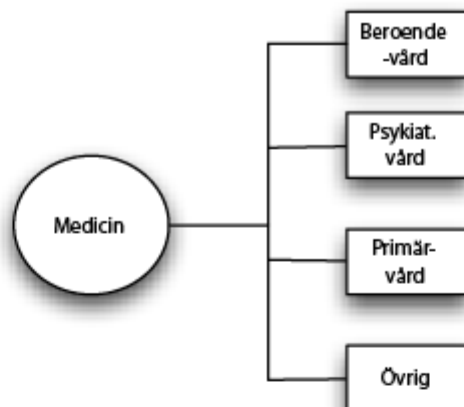 Beroende
-vård
Psykiat.
vård
Medicin
Primär-
vård
Övrig